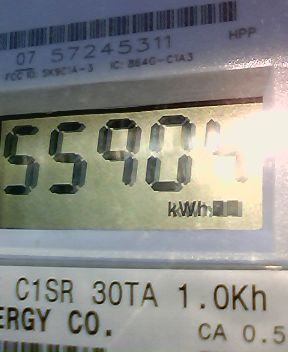 07 57245311
HPP
FCC ID: SK9C1A-3 IC: 864G-C1A3
55904
kWh
C1SR 30TA 1.0Kh
ERGY CO.
CA 0.5